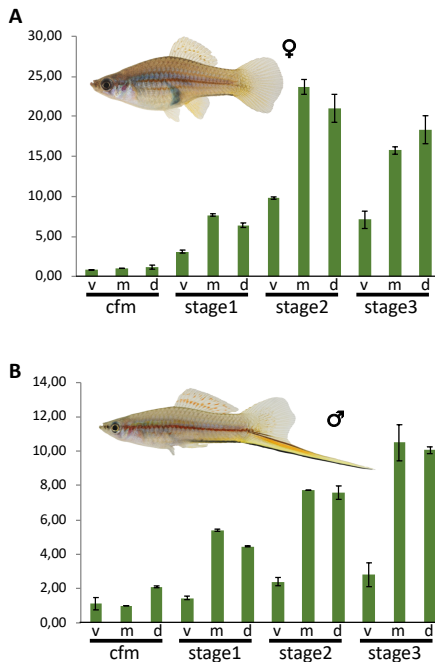 A
♀
30,00
25,00
20,00
15,00
10,00
5,00
0,00
v m d v m d v m d v m d
cfm stage1 stage2 stage3
B
♂
14,00
12,00
10,00
8,00
6,00
4,00
2,00
0,00
v m d v m d v m d v m d
cfm stage1 stage2 stage3